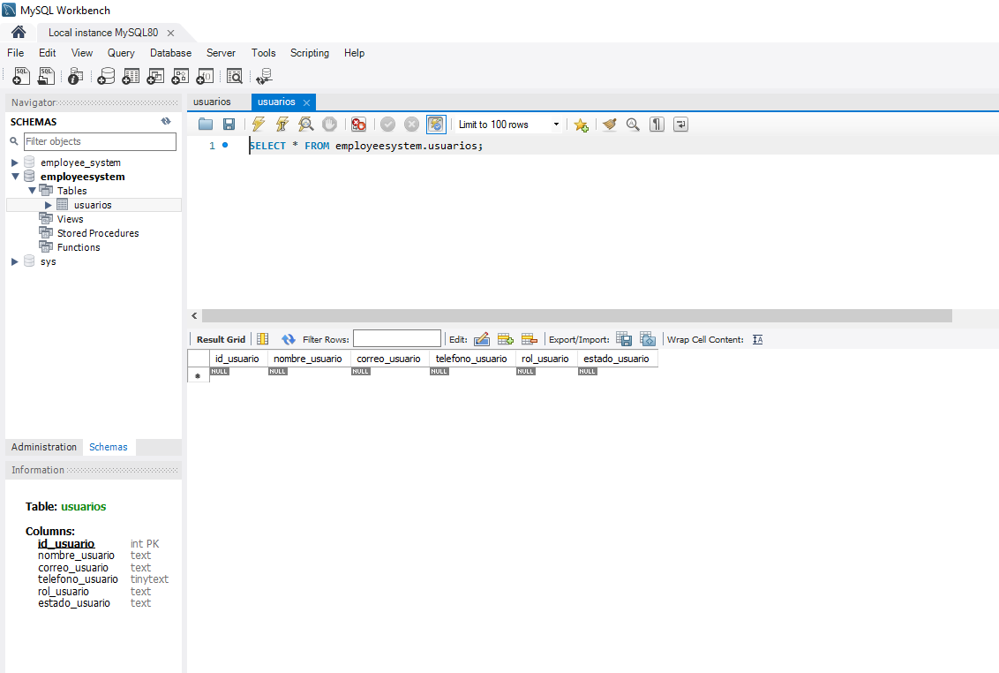 MySQL Workbench
Local instance MySQL80
File Edit View Query Database Server Tools Scripting Help
Navigator
SCHEMAS
Filter objects
employee_system
employeesystem
Tables
usuarios
Views
Stored Procedures
Functions
sys
Administration Schemas
Information
Table: usuarios
Columns:
id_usuario int PK
nombre_usuario text
correo_usuario text
telefono_usuario tinytext
rol_usuario text
estado_usuario text
usuarios usuarios
Limit to 100 rows
1 SELECT * FROM employeesystem.usuarios;
Result Grid Filter Rows: Edit: Export/Import: Wrap Cell Content:
id_usuario nombre_usuario correo_usuario telefono_usuario rol_usuario estado_usuario
NULL NULL NULL NULL NULL NULL